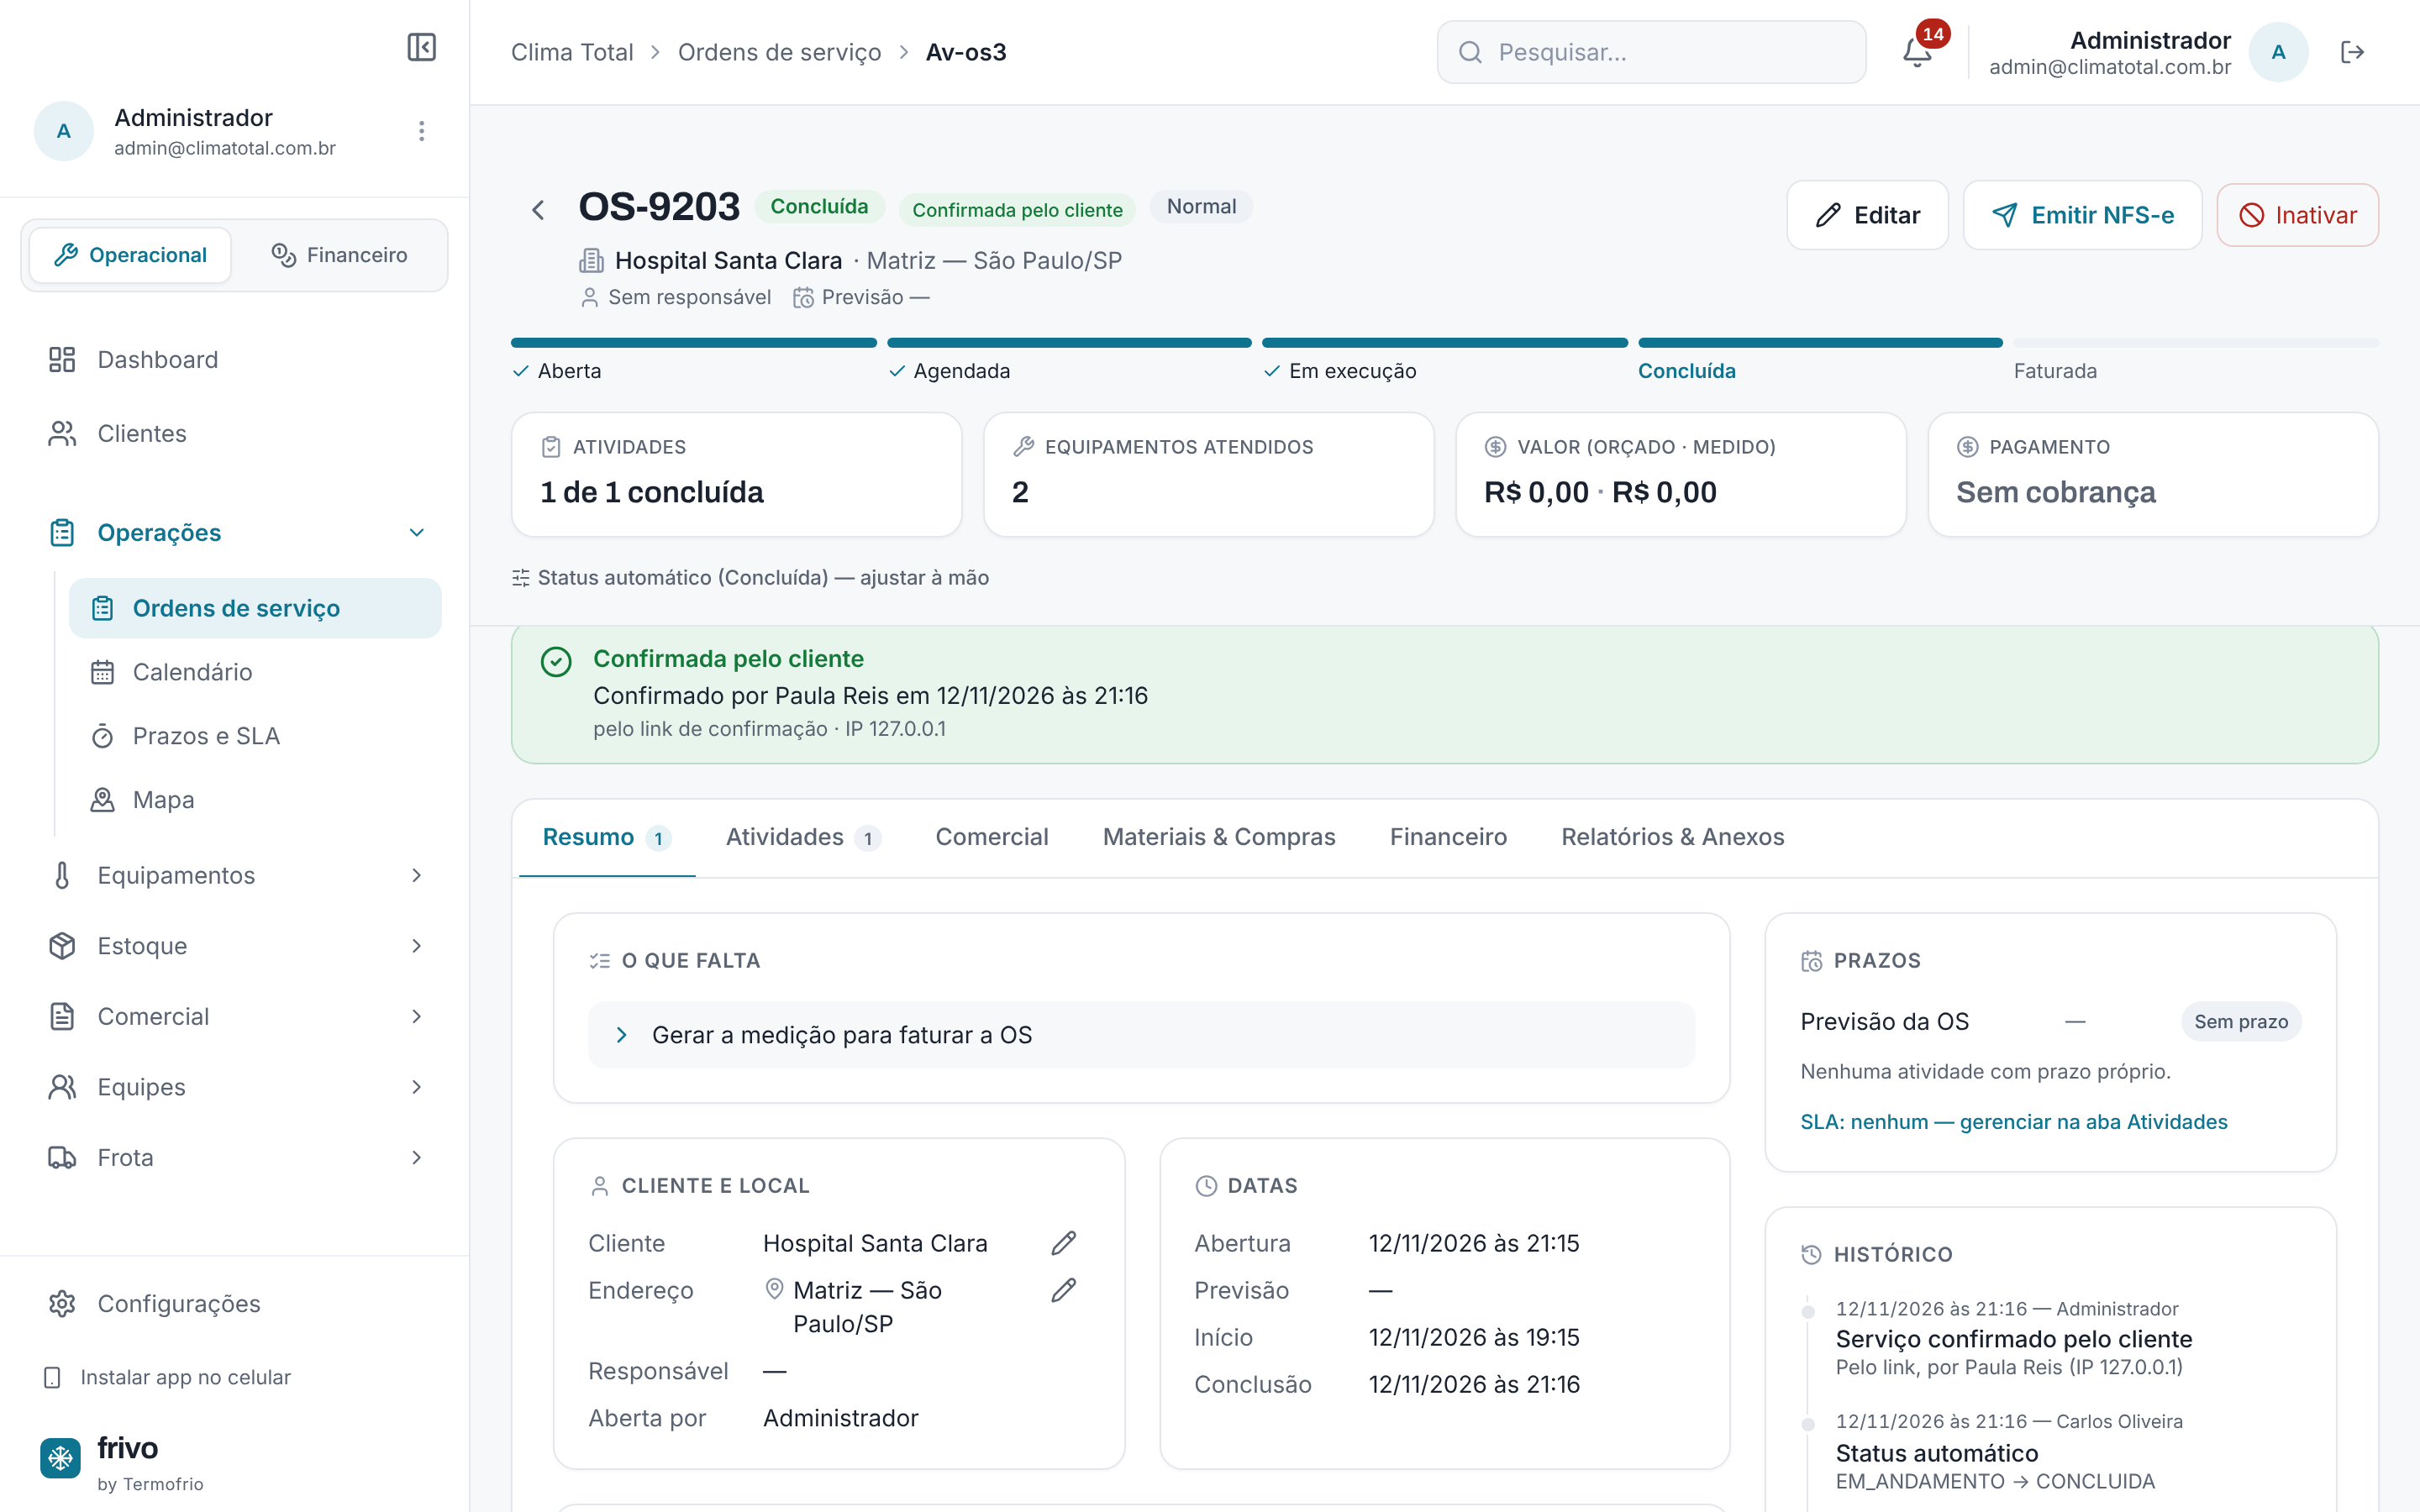 Clima Total > Ordens de serviço > Av-os3
Pesquisar...
14
Administrador
admin@climatotal.com.br
A
A
Administrador
admin@climatotal.com.br
Operacional
Financeiro
Dashboard
Clientes
Operações
Ordens de serviço
Calendário
Prazos e SLA
Mapa
Equipamentos
Estoque
Comercial
Equipes
Frota
Configurações
Instalar app no celular
frivo
by Termofrio
OS-9203 Concluída Confirmada pelo cliente Normal
Editar
Emitir NFS-e
Inativar
Hospital Santa Clara · Matriz — São Paulo/SP
Sem responsável Previsão —
Aberta
Agendada
Em execução
Concluída
Faturada
ATIVIDADES
1 de 1 concluída
EQUIPAMENTOS ATENDIDOS
2
VALOR (ORÇADO · MEDIDO)
R$ 0,00 · R$ 0,00
PAGAMENTO
Sem cobrança
Status automático (Concluída) — ajustar à mão
Confirmada pelo cliente
Confirmado por Paula Reis em 12/11/2026 às 21:16
pelo link de confirmação · IP 127.0.0.1
Resumo 1
Atividades 1
Comercial
Materiais & Compras
Financeiro
Relatórios & Anexos
O QUE FALTA
Gerar a medição para faturar a OS
CLIENTE E LOCAL
Cliente Hospital Santa Clara
Endereço Matriz — São
Paulo/SP
Responsável —
Aberta por Administrador
DATAS
Abertura 12/11/2026 às 21:15
Previsão —
Início 12/11/2026 às 19:15
Conclusão 12/11/2026 às 21:16
PRAZOS
Previsão da OS — Sem prazo
Nenhuma atividade com prazo próprio.
SLA: nenhum — gerenciar na aba Atividades
HISTÓRICO
12/11/2026 às 21:16 — Administrador
Serviço confirmado pelo cliente
Pelo link, por Paula Reis (IP 127.0.0.1)
12/11/2026 às 21:16 — Carlos Oliveira
Status automático
EM_ANDAMENTO → CONCLUIDA